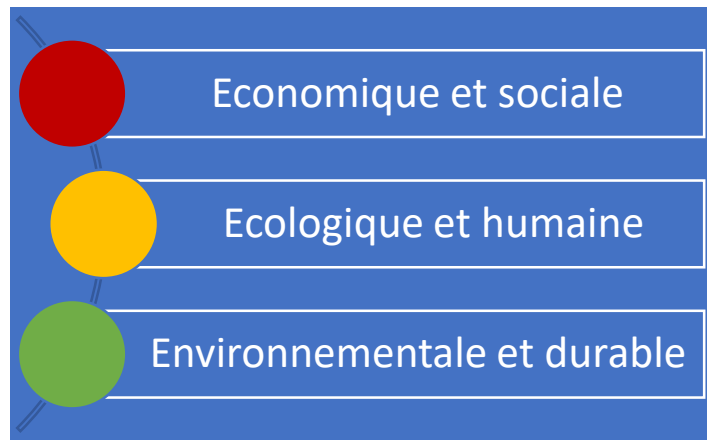 Economique et sociale
Ecologique et humaine
Environnementale et durable